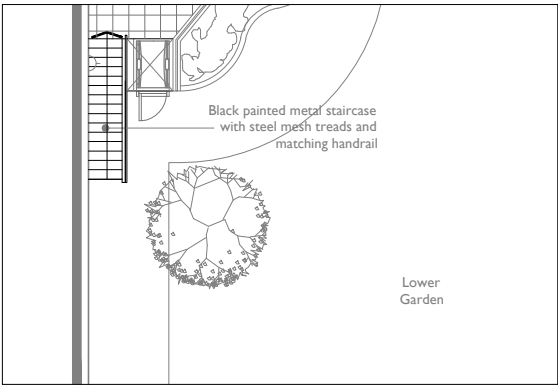 Black painted metal staircase
with steel mesh treads and
matching handrail
Lower
Garden